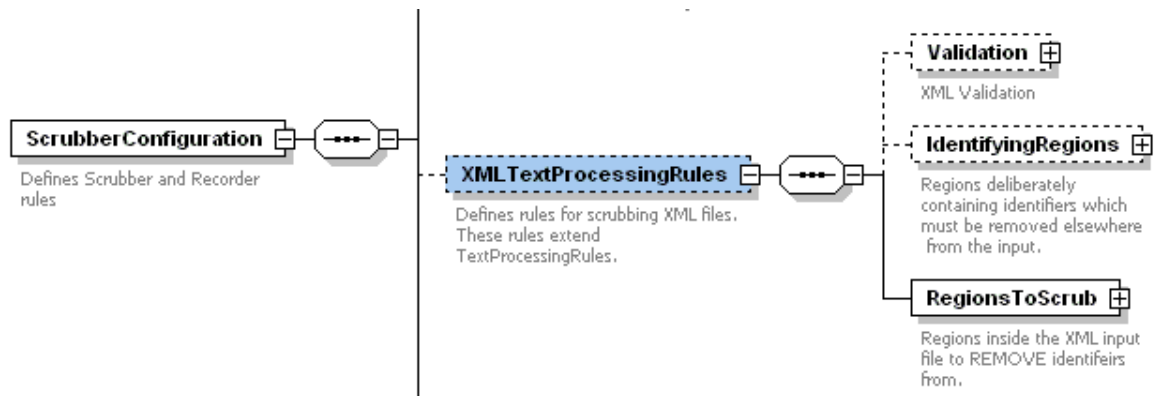 ScrubberConfiguration
Defines Scrubber and Recorder
rules
XMLTextProcessingRules
Defines rules for scrubbing XML files.
These rules extend
TextProcessingRules.
Validation
XML Validation
IdentifyingRegions
Regions deliberately
containing identifiers which
must be removed elsewhere
from the input.
RegionsToScrub
Regions inside the XML input
file to REMOVE identifeirs
from.